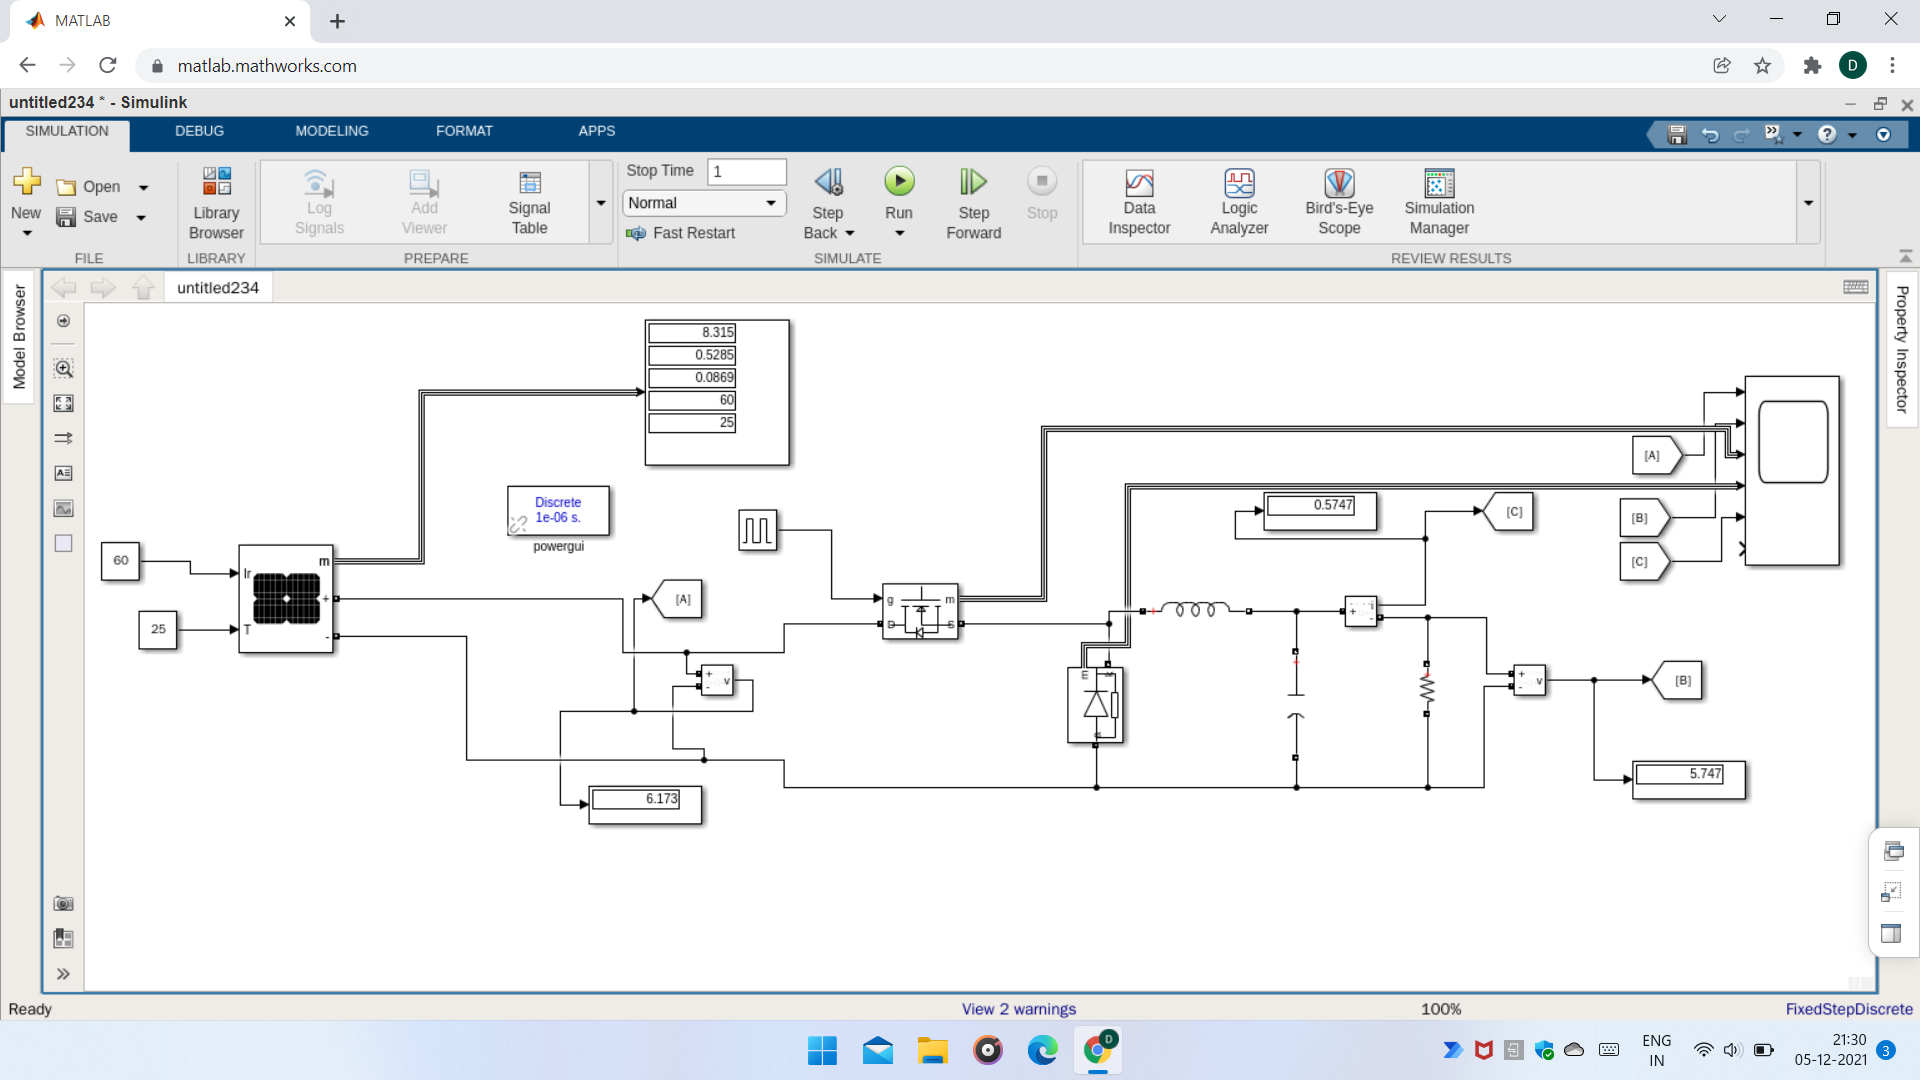 MATLAB
matlab.mathworks.com
D
untitled234 * - Simulink
SIMULATION DEBUG MODELING FORMAT APPS
New
Open
Save
FILE
Library Browser
LIBRARY
Log Signals
Add Viewer
Signal Table
PREPARE
Stop Time 1
Normal
Fast Restart
Step Back
Run
Step Forward
Stop
SIMULATE
Data Inspector
Logic Analyzer
Bird's-Eye Scope
Simulation Manager
REVIEW RESULTS
Model Browser
untitled234
Property Inspector
8.315
0.5285
0.0869
60
25
Discrete
1e-06 s.
powergui
60
25
Ir
T
m
+
-
[A]
+
-
v
6.173
g
D
m
S
m
0.5747
[C]
+
i
-
[A]
[B]
[C]
+
-
v
[B]
5.747
Ready
View 2 warnings
100%
FixedStepDiscrete
D
ENG
IN
21:30
05-12-2021
3